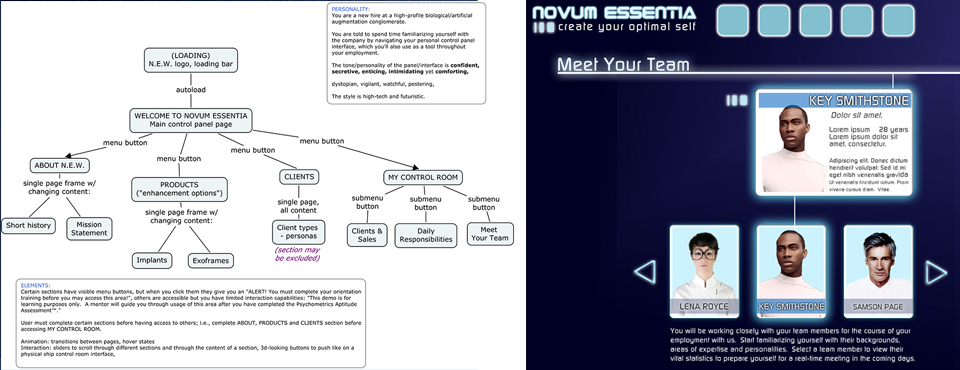 PERSONALITY:
You are a new hire at a high-profile biological/artificial
augmentation conglomerate.
You are told to spend time familiarizing yourself with
the company by navigating your personal control panel
interface, which you'll also use as a tool throughout
your employment.
The tone/personality of the panel/interface is confident,
secretive, enticing, intimidating yet comforting,
dystopian, vigilant, watchful, pestering,
The style is high-tech and futuristic.
(LOADING)
N.E.W. logo, loading bar
autoload
WELCOME TO NOVUM ESSENTIA
Main control panel page
menu button
menu button
menu button
menu button
ABOUT N.E.W.
single page frame w/
changing content:
Short history
Mission
Statement
PRODUCTS
("enhancement options")
single page frame w/
changing content:
Implants
Exoframes
CLIENTS
single page,
all content
Client types
- personas
(section may
be excluded)
MY CONTROL ROOM
submenu
button
submenu
button
submenu
button
Clients &
Sales
Daily
Responsibilities
Meet
Your Team
ELEMENTS:
Certain sections have visible menu buttons, but when you click them they give you an "ALERT! You must complete your orientation
training before you may access this area!", others are accessible but you have limited interaction capabilities: "This demo is for
learning purposes only. A mentor will guide you through usage of this area after you have completed the Psychometrics Aptitude
Assessment™."
User must complete certain sections before having access to others; i.e., complete ABOUT, PRODUCTS and CLIENTS section before
accessing MY CONTROL ROOM.
Animation: transitions between pages, hover states
Interaction: sliders to scroll through different sections and through the content of a section, 3d-looking buttons to push like on a
physical ship control room interface,
NOVUM ESSENTIA
create your optimal self
Meet Your Team
KEY SMITHSTONE
Dolor sit amet.
Lorem ipsum 28 years
Lorem ipsum dolor sit
amet, consectetur.
Adipiscing elit. Donec dictum
hendrerit volutpat. Sed id mi
eget nibh venenatis gravida
Ut venenatis tincidunt rutrum. Proin
viverra cursus diam. Vitae.
LENA ROYCE
KEY SMITHSTONE
SAMSON PAGE
You will be working closely with your team members for the course of your
employment with us. Start familiarizing yourself with their backgrounds,
areas of expertise and personalities. Select a team member to view their
vital statistics to prepare yourself for a real-time meeting in the coming days.